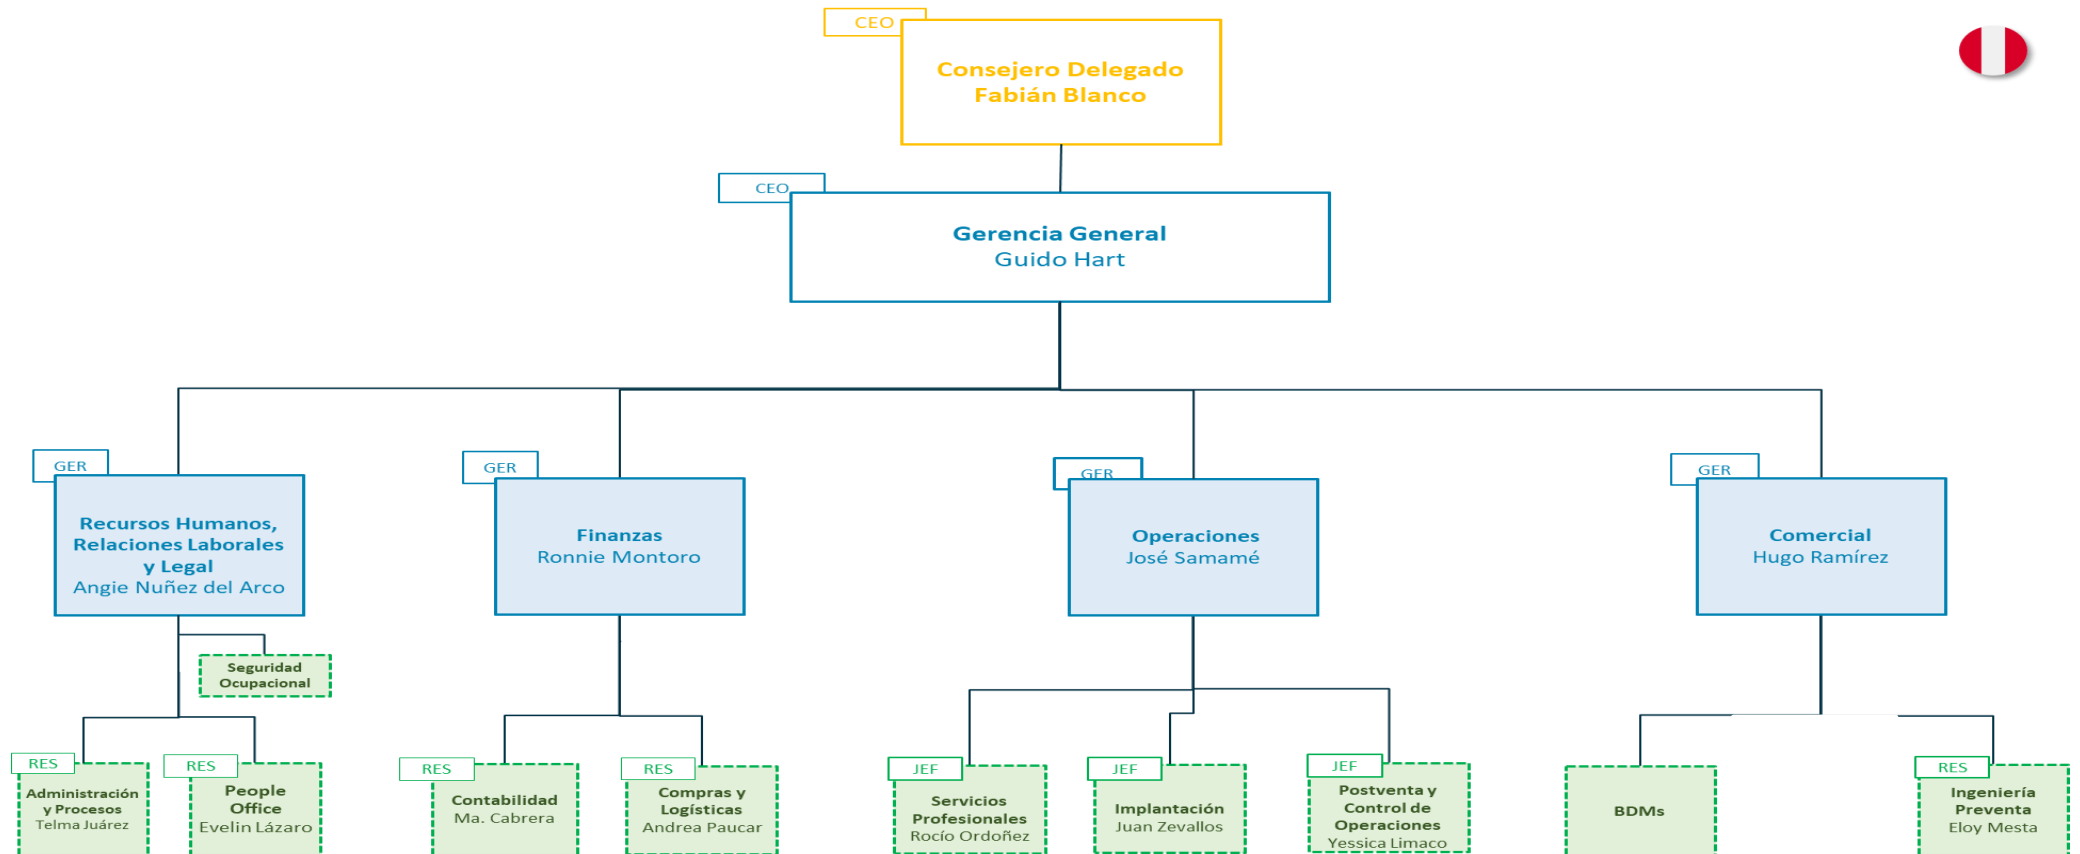 CEO
Consejero Delegado
Fabián Blanco
CEO
Gerencia General
Guido Hart
GER
Recursos Humanos,
Relaciones Laborales
y Legal
Angie Nuñez del Arco
GER
Finanzas
Ronnie Montoro
GER
Operaciones
José Samamé
GER
Comercial
Hugo Ramírez
Seguridad
Ocupacional
RES
Administración
y Procesos
Telma Juárez
RES
People
Office
Evelin Lázaro
RES
Contabilidad
Ma. Cabrera
RES
Compras y
Logísticas
Andrea Paucar
JEF
Servicios
Profesionales
Rocío Ordoñez
JEF
Implantación
Juan Zevallos
JEF
Postventa y
Control de
Operaciones
Yessica Limaco
BDMs
RES
Ingeniería
Preventa
Eloy Mesta